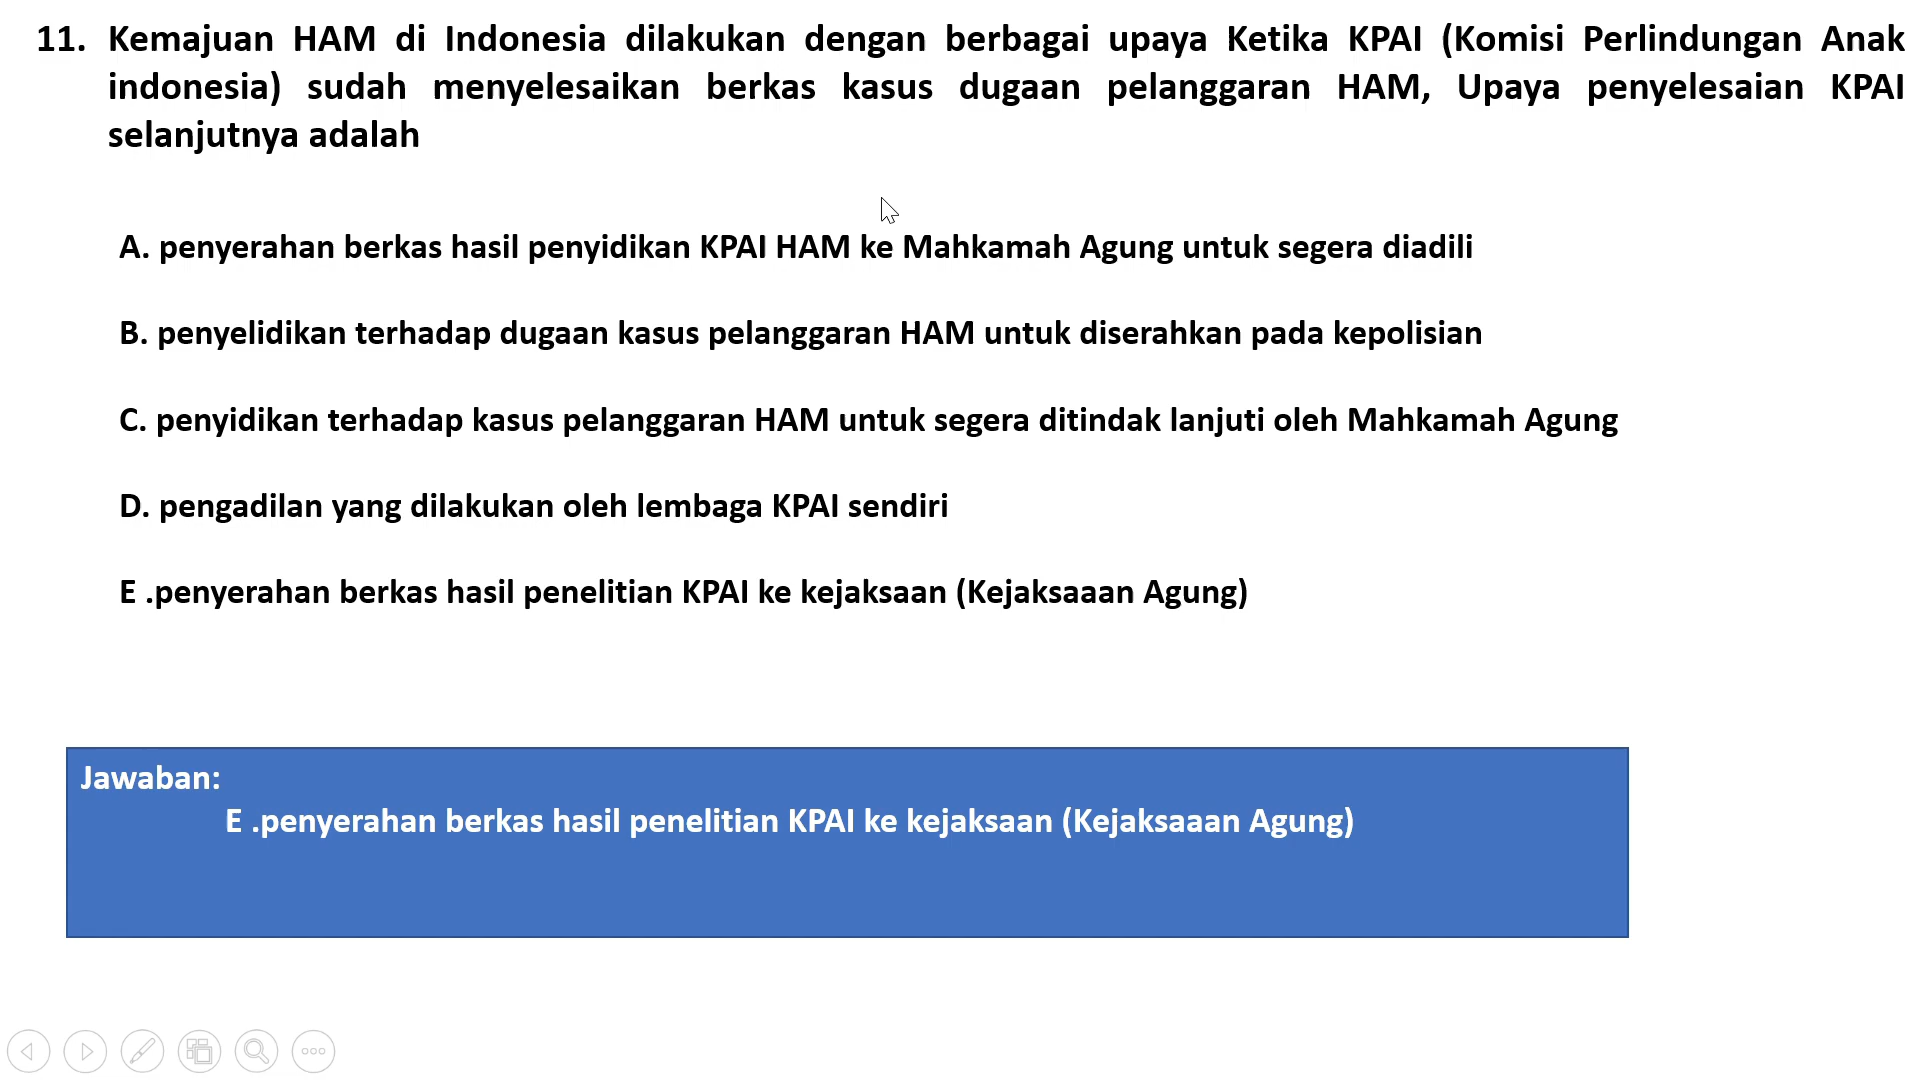 11. Kemajuan HAM di Indonesia dilakukan dengan berbagai upaya Ketika KPAI (Komisi Perlindungan Anak
indonesia) sudah menyelesaikan berkas kasus dugaan pelanggaran HAM, Upaya penyelesaian KPAI
selanjutnya adalah
A. penyerahan berkas hasil penyidikan KPAI HAM ke Mahkamah Agung untuk segera diadili
B. penyelidikan terhadap dugaan kasus pelanggaran HAM untuk diserahkan pada kepolisian
C. penyidikan terhadap kasus pelanggaran HAM untuk segera ditindak lanjuti oleh Mahkamah Agung
D. pengadilan yang dilakukan oleh lembaga KPAI sendiri
E .penyerahan berkas hasil penelitian KPAI ke kejaksaan (Kejaksaaan Agung)
Jawaban:
E .penyerahan berkas hasil penelitian KPAI ke kejaksaan (Kejaksaaan Agung)